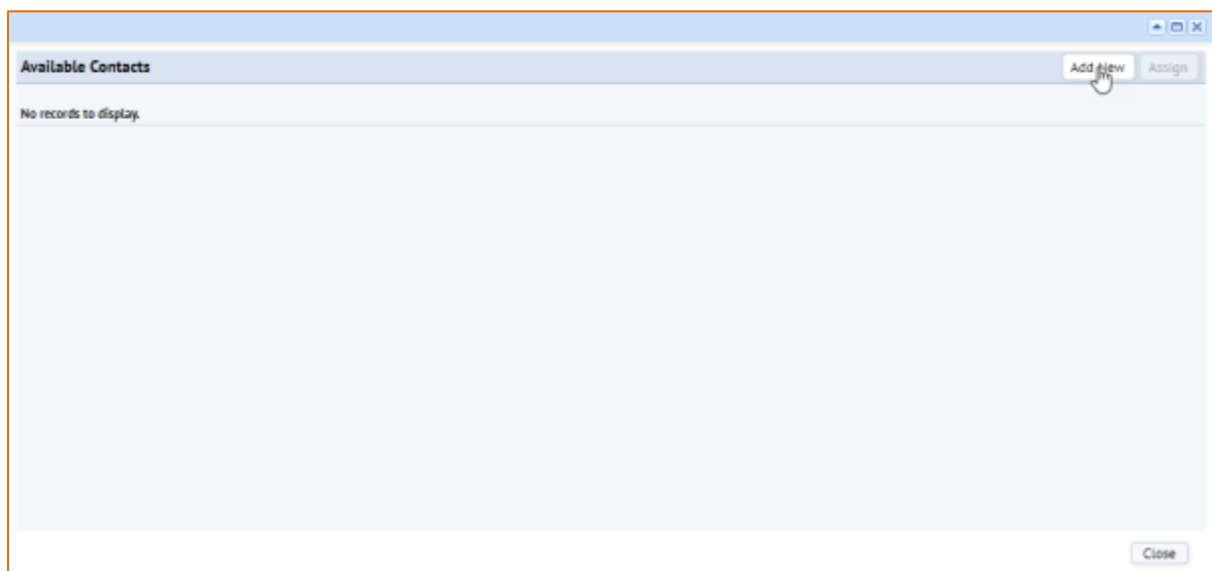 Available Contacts
Add New
Assign
No records to display.
Close